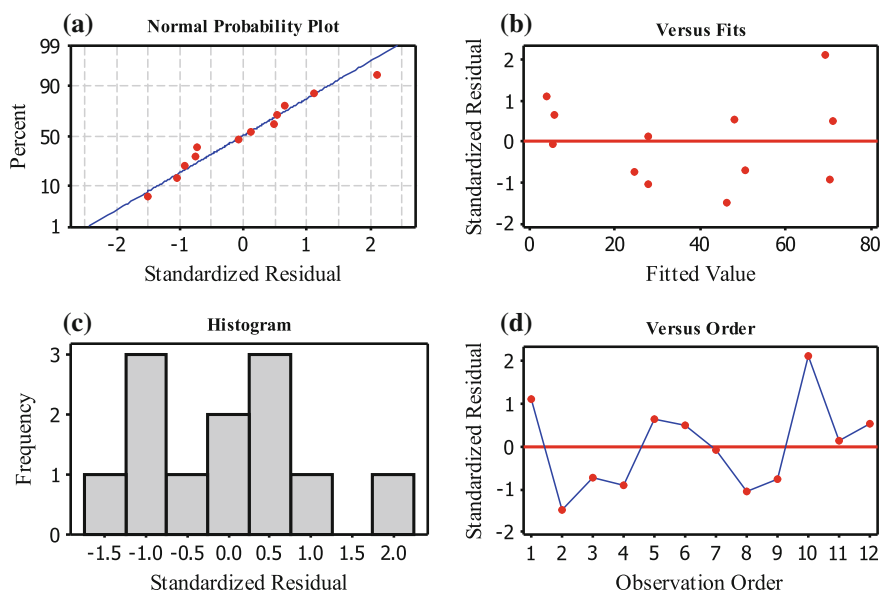 (a)
Normal Probability Plot
99
90
50
10
1
Percent
-2 -1 0 1 2
Standardized Residual
(b)
Versus Fits
2
1
0
-1
-2
Standardized Residual
0 20 40 60 80
Fitted Value
(c)
Histogram
3
2
1
0
Frequency
-1.5 -1.0 -0.5 0.0 0.5 1.0 1.5 2.0
Standardized Residual
(d)
Versus Order
2
1
0
-1
-2
Standardized Residual
1 2 3 4 5 6 7 8 9 10 11 12
Observation Order